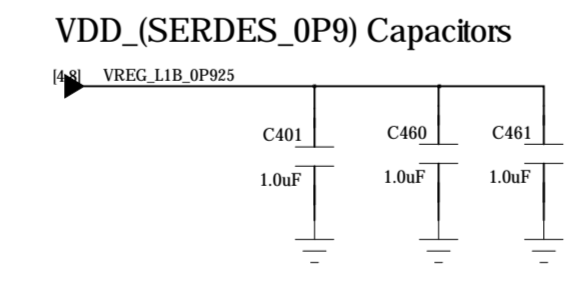 VDD_(SERDES_0P9) Capacitors
[4,8] VREG_L1B_0P925
C401 C460 C461
1.0uF 1.0uF 1.0uF